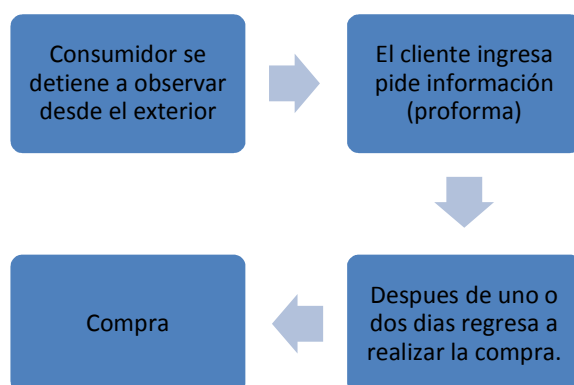 Consumidor se
detiene a observar
desde el exterior
El cliente ingresa
pide información
(proforma)
Despues de uno o
dos dias regresa a
realizar la compra.
Compra